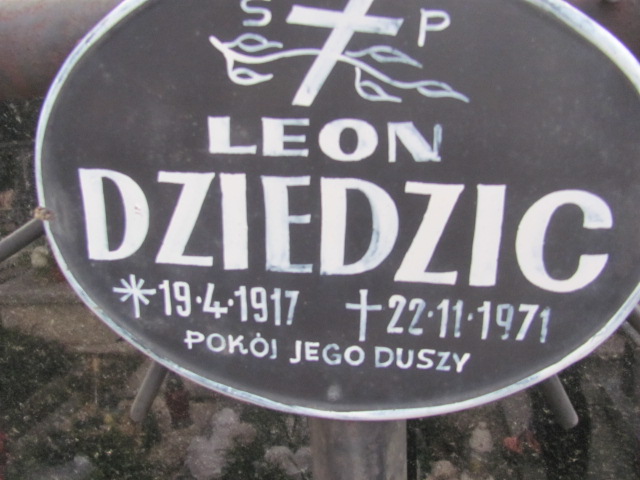 S P
LEON
DZIEDZIC
*19·4·1917 †22·11·1971
POKÓJ JEGO DUSZY